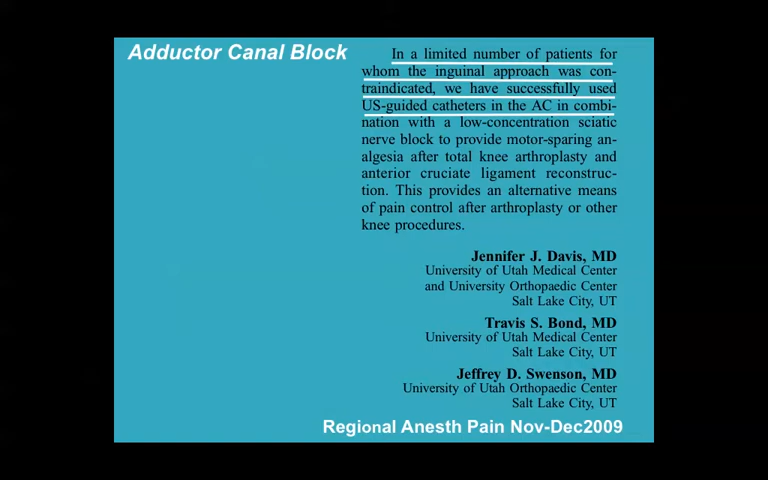 Adductor Canal Block
In a limited number of patients for
whom the inguinal approach was con-
traindicated, we have successfully used
US-guided catheters in the AC in combi-
nation with a low-concentration sciatic
nerve block to provide motor-sparing an-
algesia after total knee arthroplasty and
anterior cruciate ligament reconstruc-
tion. This provides an alternative means
of pain control after arthroplasty or other
knee procedures.
Jennifer J. Davis, MD
University of Utah Medical Center
and University Orthopaedic Center
Salt Lake City, UT
Travis S. Bond, MD
University of Utah Medical Center
Salt Lake City, UT
Jeffrey D. Swenson, MD
University of Utah Orthopaedic Center
Salt Lake City, UT
Regional Anesth Pain Nov-Dec2009